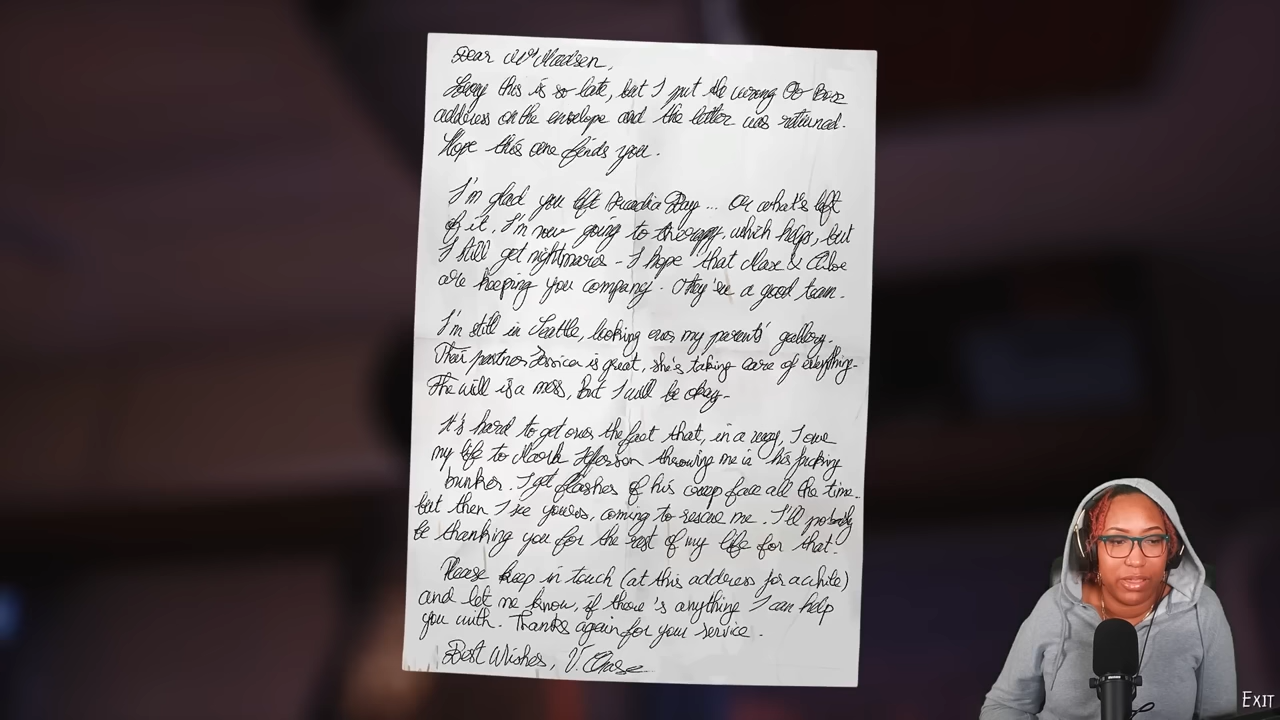 Dear Mr Madsen,
Sorry this is so late, but I put the wrong PO Box
address on the envelope and the letter was returned.
Hope this one finds you.
I'm glad you left Arcadia Bay ... Or what's left
of it. I'm now going to therapy, which helps, but
I still get nightmares - I hope that Max & Chloe
are keeping you company. They're a good team.
I'm still in Seattle, looking over my parents' gallery.
Their partner Jessica is great, she's taking care of everything.
The will is a mess, but I will be okay.
It's hard to get over the fact that, in a way, I owe
my life to Mark Jefferson throwing me in his fucking
bunker. I get flashes of his creep face all the time..
but then I see yours, coming to rescue me. I'll probably
be thanking you for the rest of my life for that.
Please keep in touch (at this address for a while)
and let me know, if there's anything I can help
you with. Thanks again for your service.
Best Wishes, V. Chase
EXIT